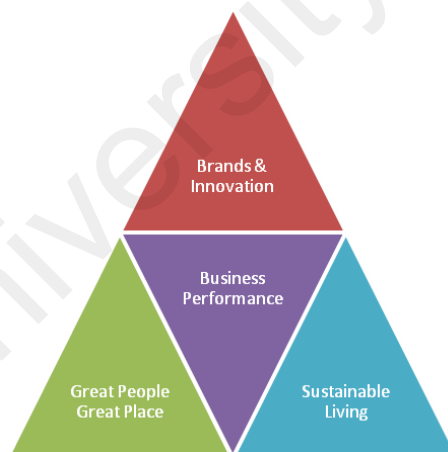 Brands &
Innovation
Business
Performance
Great People
Great Place
Sustainable
Living